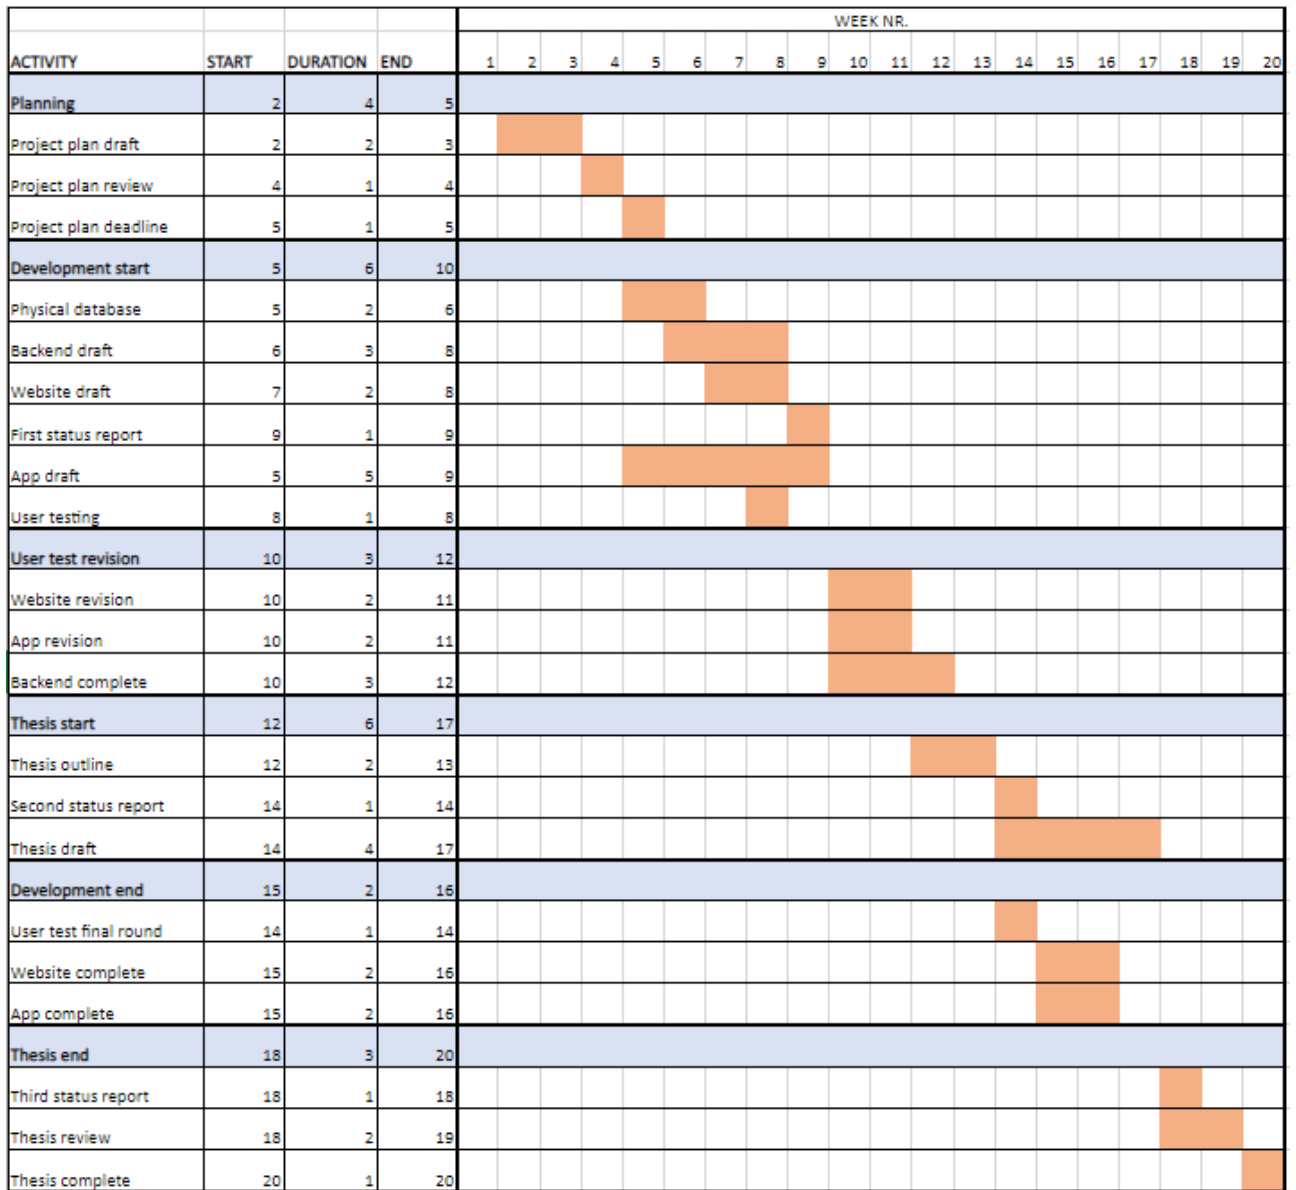 WEEK NR.
ACTIVITY START DURATION END 1 2 3 4 5 6 7 8 9 10 11 12 13 14 15 16 17 18 19 20
Planning 2 4 5
Project plan draft 2 2 3
Project plan review 4 1 4
Project plan deadline 5 1 5
Development start 5 6 10
Physical database 5 2 6
Backend draft 6 3 8
Website draft 7 2 8
First status report 9 1 9
App draft 5 5 9
User testing 8 1 8
User test revision 10 3 12
Website revision 10 2 11
App revision 10 2 11
Backend complete 10 3 12
Thesis start 12 6 17
Thesis outline 12 2 13
Second status report 14 1 14
Thesis draft 14 4 17
Development end 15 2 16
User test final round 14 1 14
Website complete 15 2 16
App complete 15 2 16
Thesis end 18 3 20
Third status report 18 1 18
Thesis review 18 2 19
Thesis complete 20 1 20